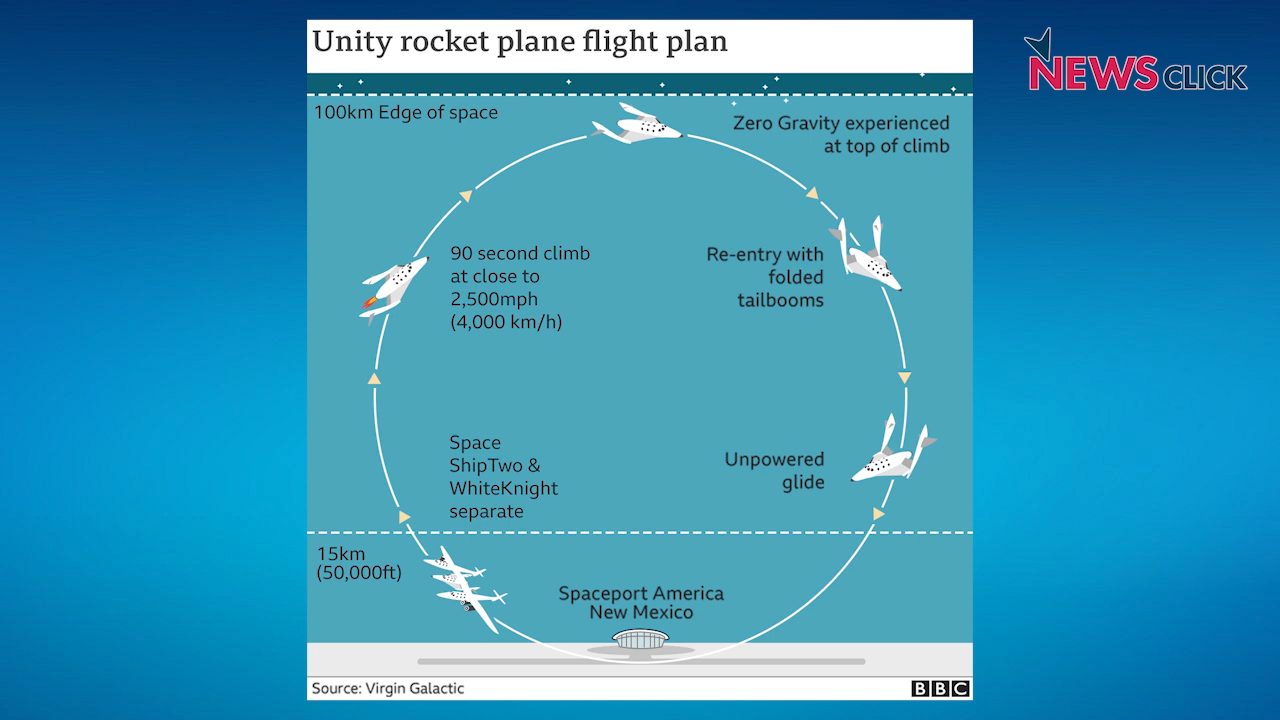 Unity rocket plane flight plan
NEWSCLICK
100km Edge of space
Zero Gravity experienced
at top of climb
90 second climb
at close to
2,500mph
(4,000 km/h)
Re-entry with
folded
tailbooms
Space
ShipTwo &
WhiteKnight
separate
Unpowered
glide
15km
(50,000ft)
Spaceport America
New Mexico
Source: Virgin Galactic
BBC